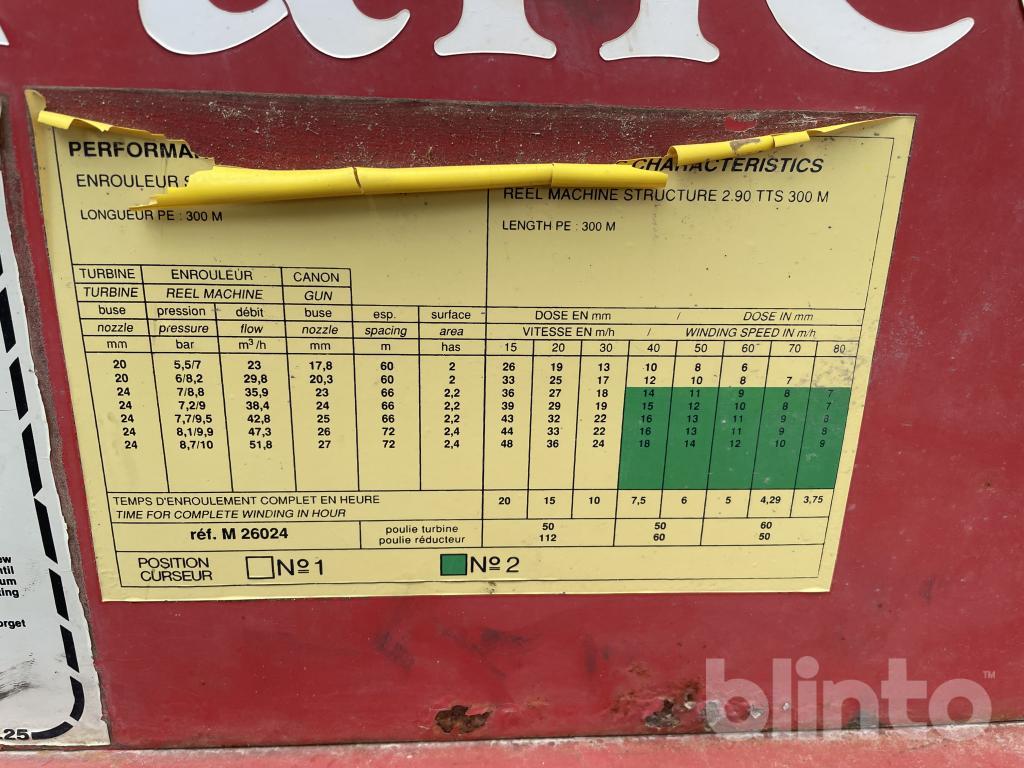 PERFORMA
CHARACTERISTICS
ENROULEUR
REEL MACHINE STRUCTURE 2.90 TTS 300 M
LONGUEUR PE : 300 M
LENGTH PE : 300 M
TURBINE ENROULEUR CANON
TURBINE REEL MACHINE GUN
buse pression débit buse esp. surface DOSE EN mm / DOSE IN mm
nozzle pressure flow nozzle spacing area VITESSE EN m/h / WINDING SPEED IN m/h
mm bar m³/h mm m has 15 20 30 40 50 60 70 80
20 5,5/7 23 17,8 60 2 26 19 13 10 8 6
20 6/8,2 29,8 20,3 60 2 33 25 17 12 10 8 7
24 7/8,8 35,9 23 66 2,2 36 27 18 14 11 9 8 7
24 7,2/9 38,4 24 66 2,2 39 29 19 15 12 10 8 7
24 7,7/9,5 42,8 25 66 2,2 43 32 22 16 13 11 9 8
24 8,1/9,9 47,3 26 72 2,4 44 33 22 16 13 11 9 8
24 8,7/10 51,8 27 72 2,4 48 36 24 18 14 12 10 9
TEMPS D'ENROULEMENT COMPLET EN HEURE
TIME FOR COMPLETE WINDING IN HOUR
20 15 10 7,5 6 5 4,29 3,75
réf. M 26024
poulie turbine 50 50 60
poulie réducteur 112 60 50
POSITION
CURSEUR
Nº 1
Nº 2
ew
ntil
um
king
orget
.25
blinto™